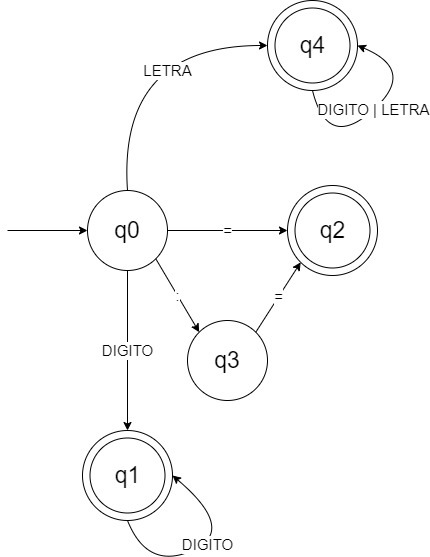 q4
LETRA
DIGITO | LETRA
q0
=
q2
:
=
q3
DIGITO
q1
DIGITO